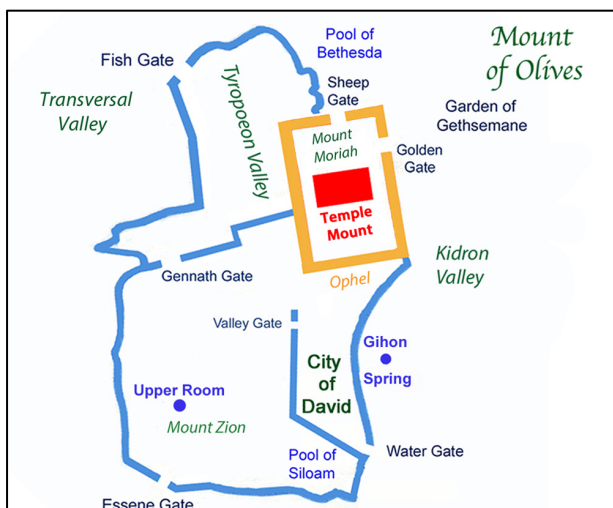 Pool of
Bethesda
Mount
of Olives
Fish Gate
Sheep
Gate
Transversal
Valley
Tyropoeon Valley
Garden of
Gethsemane
Mount
Moriah
Golden
Gate
Temple
Mount
Kidron
Valley
Gennath Gate
Ophel
Valley Gate
Gihon
Spring
City
of
David
Upper Room
Mount Zion
Pool of
Siloam
Water Gate
Essene Gate